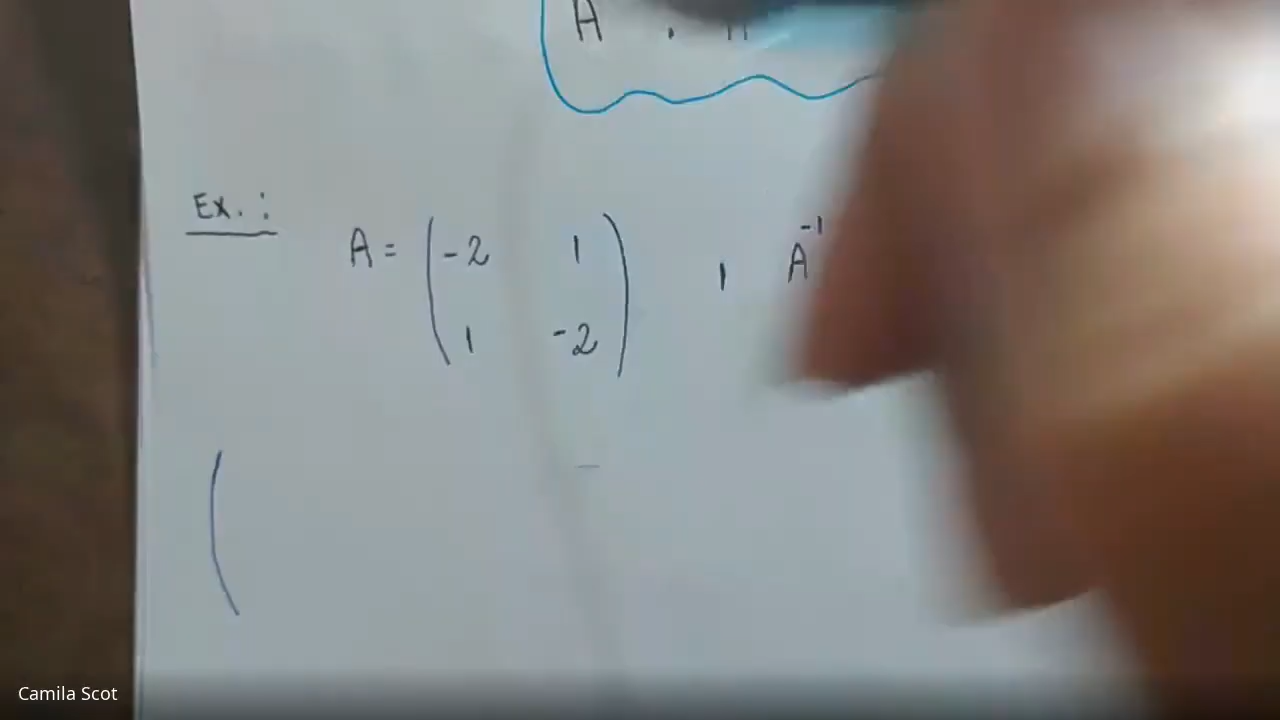 A .
Ex. :
A = ( -2 1 ) , A⁻¹
( 1 -2 )
(
Camila Scot